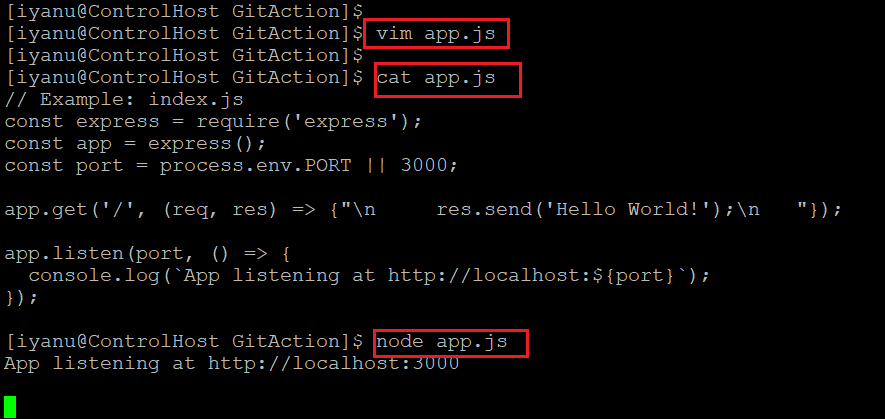 [iyanu@ControlHost GitAction]$
[iyanu@ControlHost GitAction]$ vim app.js
[iyanu@ControlHost GitAction]$
[iyanu@ControlHost GitAction]$ cat app.js
// Example: index.js
const express = require('express');
const app = express();
const port = process.env.PORT || 3000;
app.get('/', (req, res) => {"\n     res.send('Hello World!');\n   "});
app.listen(port, () => {
  console.log(`App listening at http://localhost:${port}`);
});
[iyanu@ControlHost GitAction]$ node app.js
App listening at http://localhost:3000